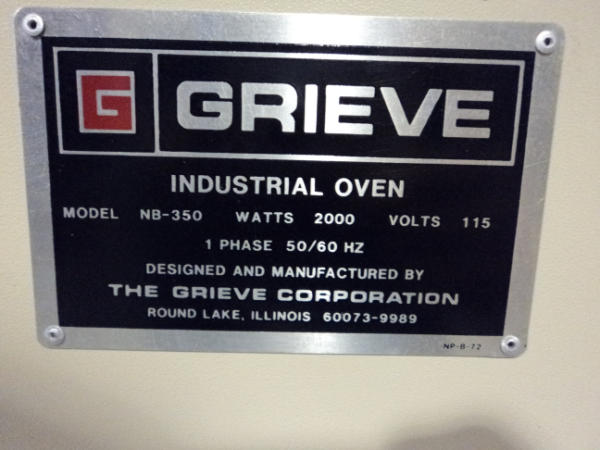 G GRIEVE
INDUSTRIAL OVEN
MODEL NB-350 WATTS 2000 VOLTS 115
1 PHASE 50/60 HZ
DESIGNED AND MANUFACTURED BY
THE GRIEVE CORPORATION
ROUND LAKE, ILLINOIS 60073-9989
NP-B-72